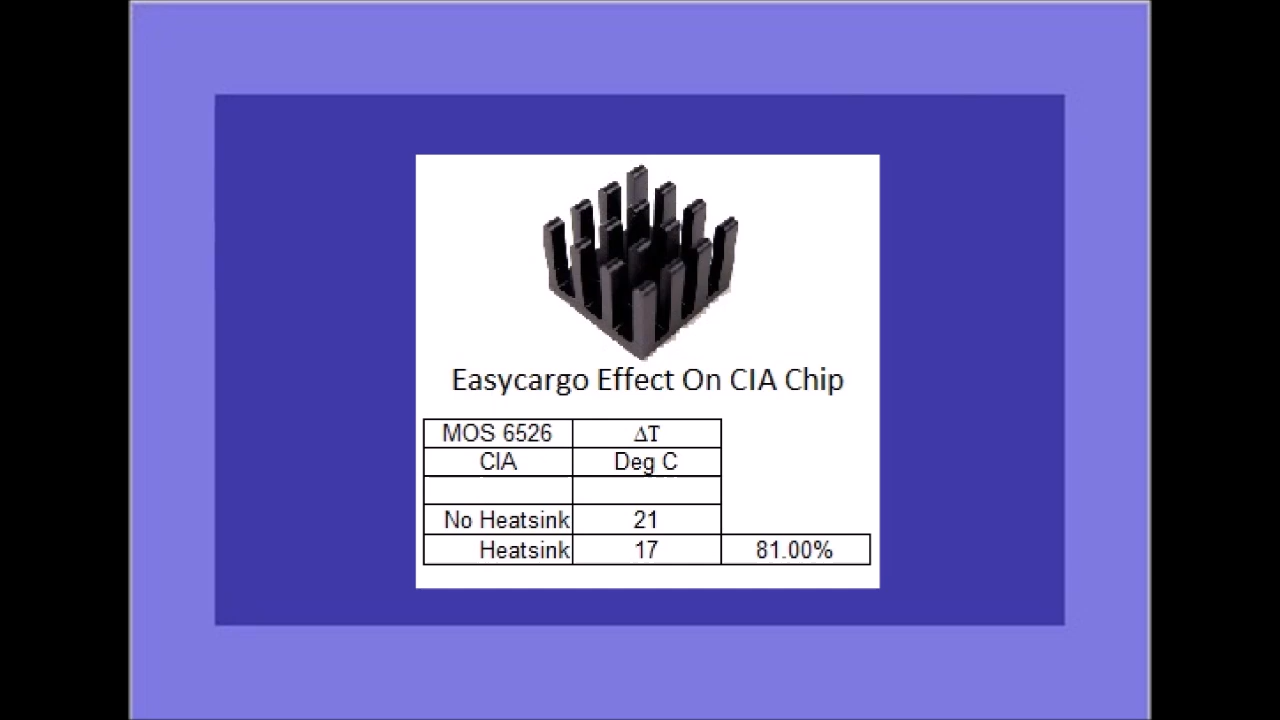 Easycargo Effect On CIA Chip
MOS 6526 ΔT
CIA Deg C
No Heatsink 21
Heatsink 17 81.00%